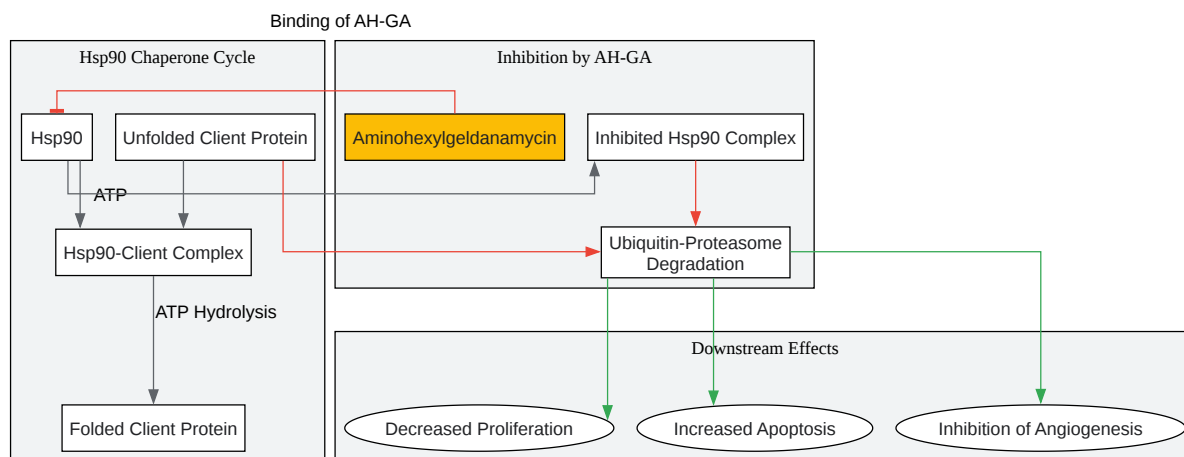 Binding of AH-GA
Hsp90 Chaperone Cycle
Inhibition by AH-GA
Hsp90
Unfolded Client Protein
Aminohexylgeldanamycin
Inhibited Hsp90 Complex
ATP
Hsp90-Client Complex
Ubiquitin-Proteasome
Degradation
ATP Hydrolysis
Downstream Effects
Folded Client Protein
Decreased Proliferation
Increased Apoptosis
Inhibition of Angiogenesis